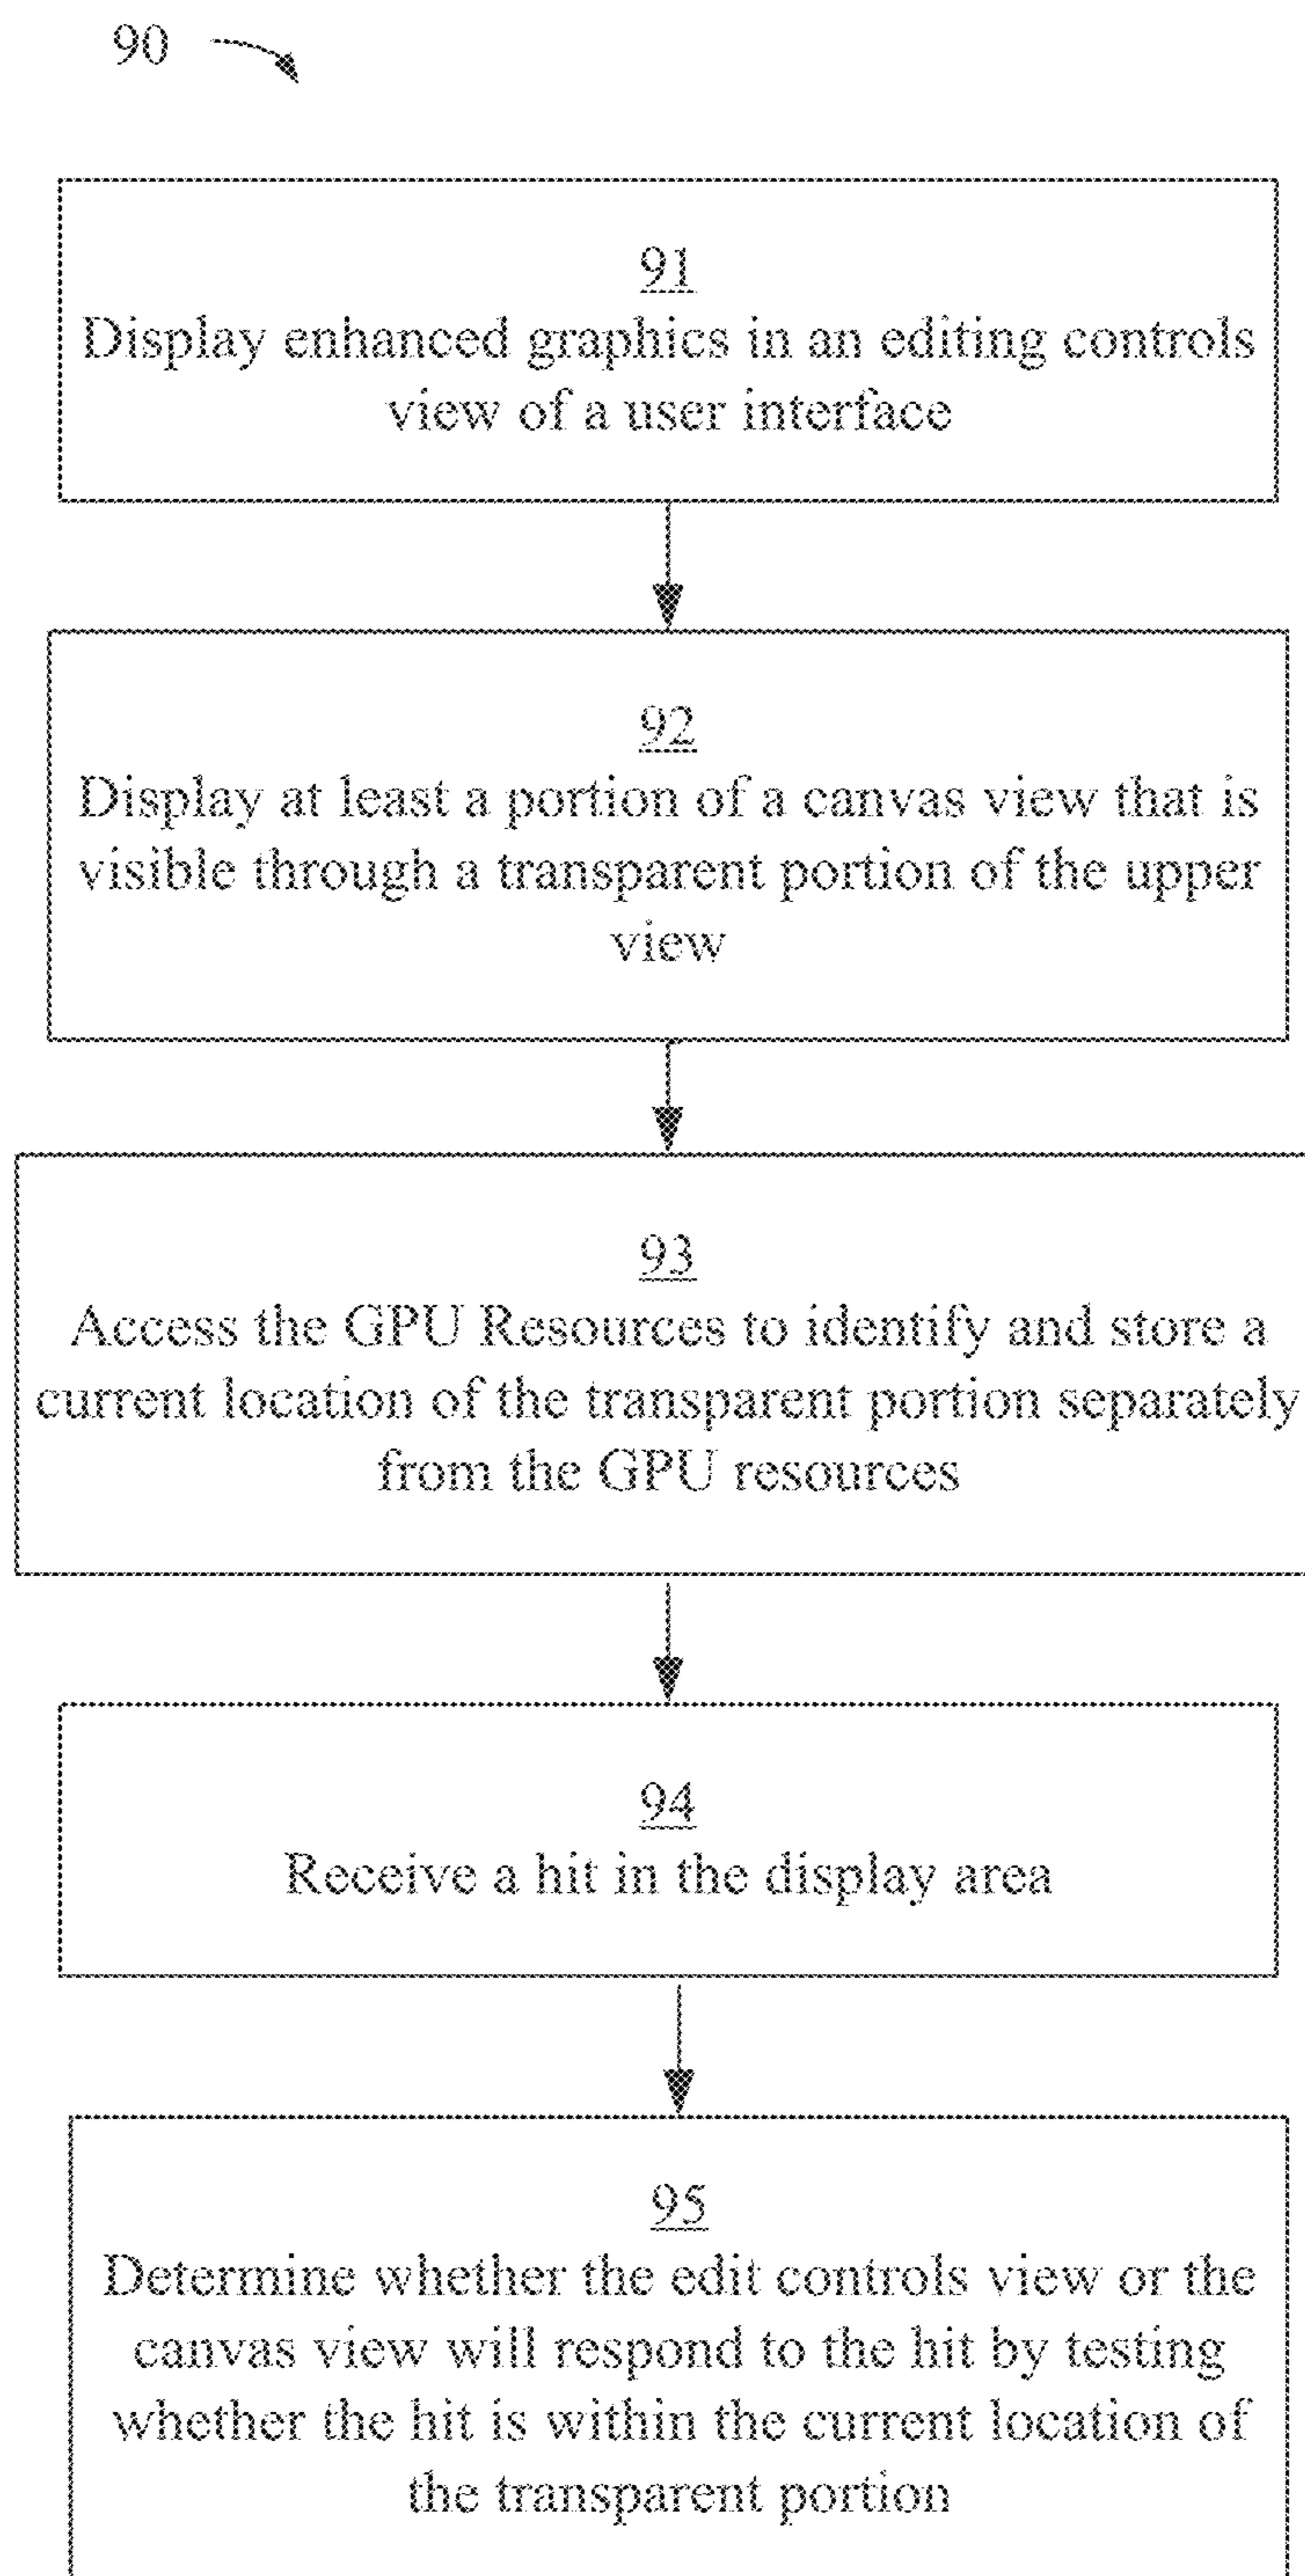 90
91
Display enhanced graphics in an editing controls
view of a user interface
92
Display at least a portion of a canvas view that is
visible through a transparent portion of the upper
view
93
Access the GPU Resources to identify and store a
current location of the transparent portion separately
from the GPU resources
94
Receive a hit in the display area
95
Determine whether the edit controls view or the
canvas view will respond to the hit by testing
whether the hit is within the current location of
the transparent portion